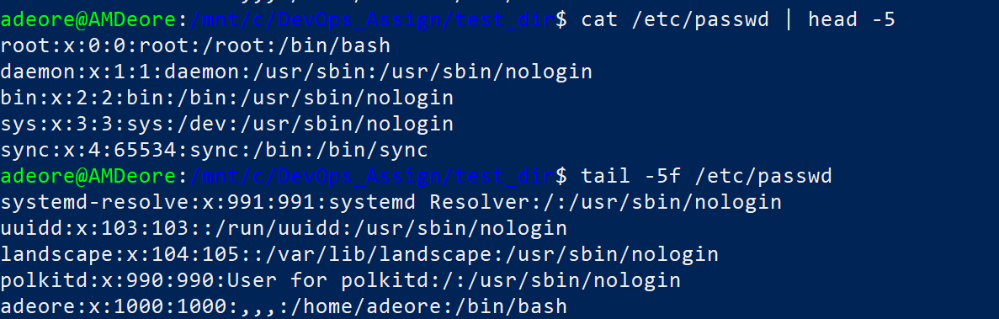 adeore@AMDeore:/mnt/c/DevOps_Assign/test_dir$ cat /etc/passwd | head -5
root:x:0:0:root:/root:/bin/bash
daemon:x:1:1:daemon:/usr/sbin:/usr/sbin/nologin
bin:x:2:2:bin:/bin:/usr/sbin/nologin
sys:x:3:3:sys:/dev:/usr/sbin/nologin
sync:x:4:65534:sync:/bin:/bin/sync
adeore@AMDeore:/mnt/c/DevOps_Assign/test_dir$ tail -5f /etc/passwd
systemd-resolve:x:991:991:systemd Resolver:/:/usr/sbin/nologin
uuidd:x:103:103::/run/uuidd:/usr/sbin/nologin
landscape:x:104:105::/var/lib/landscape:/usr/sbin/nologin
polkitd:x:990:990:User for polkitd:/:/usr/sbin/nologin
adeore:x:1000:1000:,,,:/home/adeore:/bin/bash